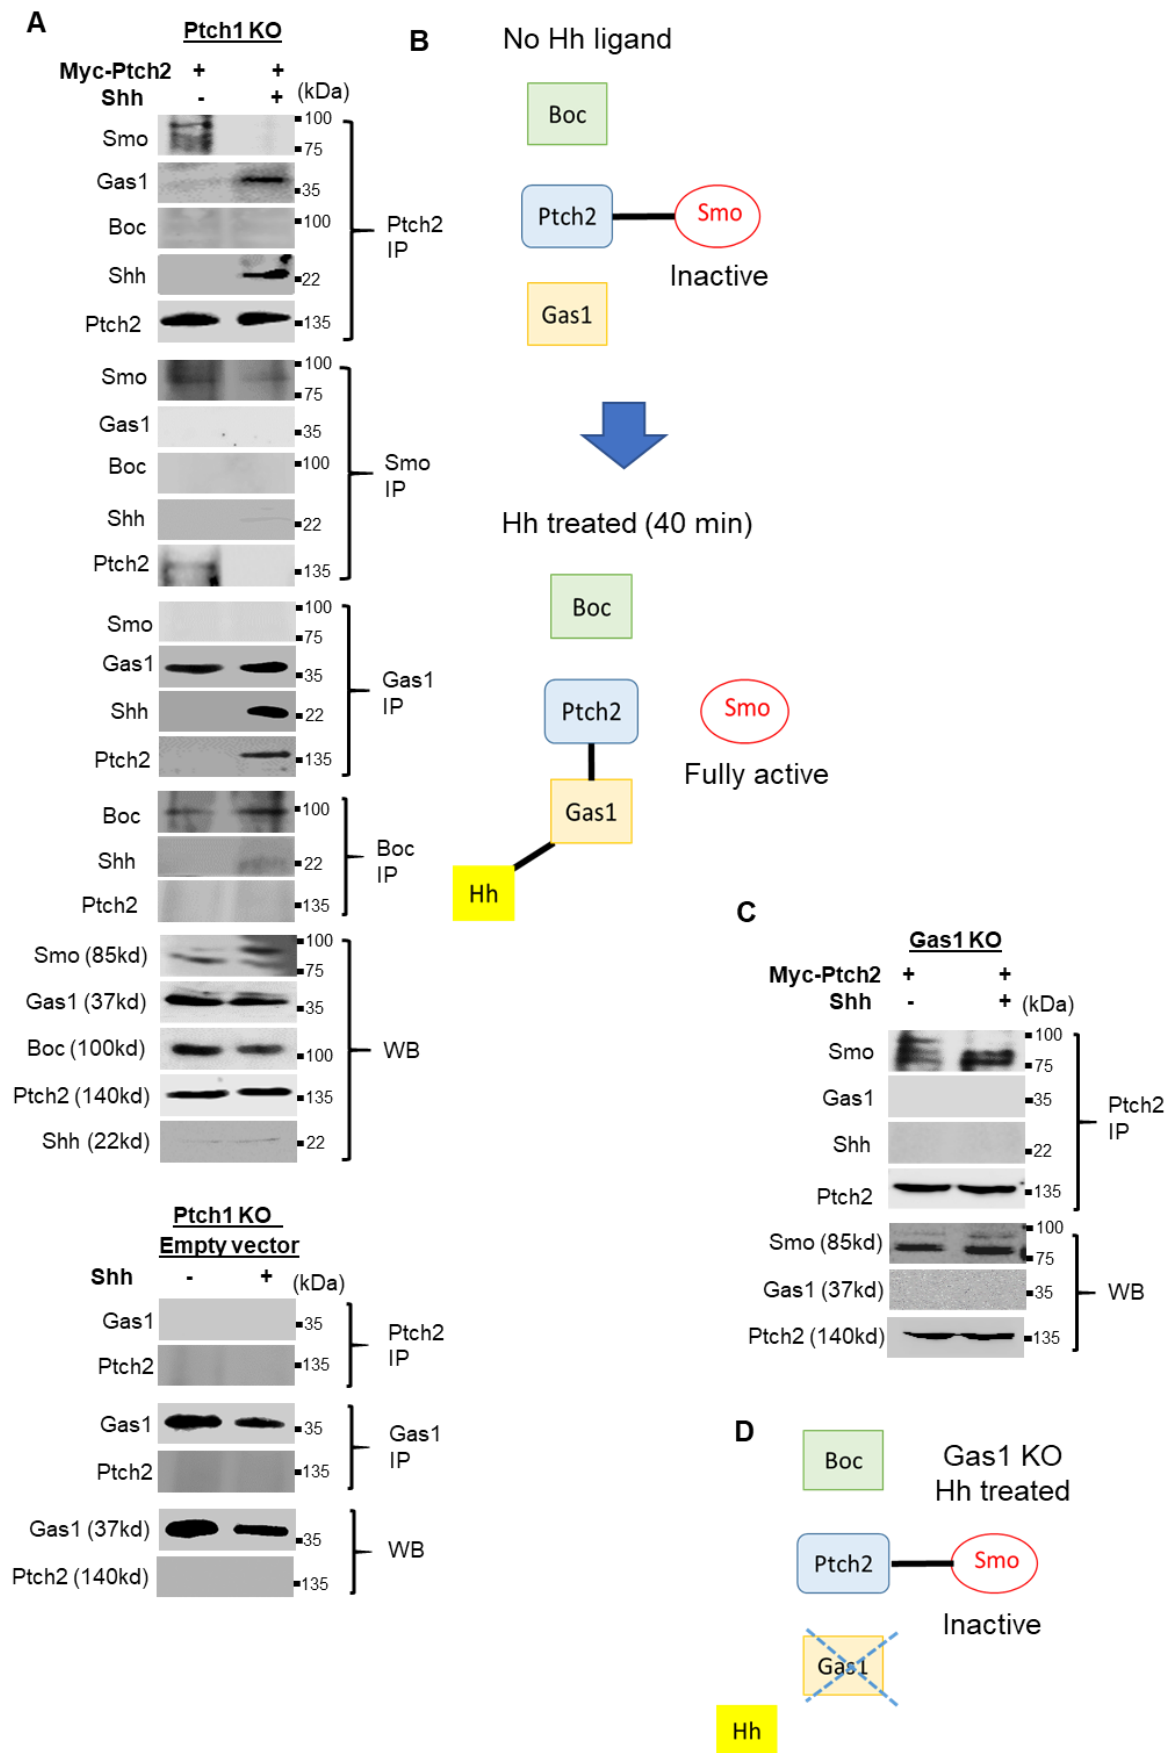 A
Ptch1 KO
Myc-Ptch2 + +
Shh - + (kDa)
Smo 100
75
Gas1 35
Boc 100
Shh 22
Ptch2 135
Ptch2
IP
Smo 100
75
Gas1 35
Boc 100
Shh 22
Ptch2 135
Smo
IP
Smo 100
75
Gas1 35
Shh 22
Ptch2 135
Gas1
IP
Boc 100
Shh 22
Ptch2 135
Boc
IP
Smo (85kd) 100
75
Gas1 (37kd) 35
Boc (100kd) 100
Ptch2 (140kd) 135
Shh (22kd) 22
WB
Ptch1 KO
Empty vector
Shh - + (kDa)
Gas1 35
Ptch2 135
Ptch2
IP
Gas1 35
Ptch2 135
Gas1
IP
Gas1 (37kd) 35
Ptch2 (140kd) 135
WB
B
No Hh ligand
Boc
Ptch2 Smo
Inactive
Gas1
Hh treated (40 min)
Boc
Ptch2 Smo
Fully active
Gas1
Hh
C
Gas1 KO
Myc-Ptch2 + +
Shh - + (kDa)
Smo 100
75
Gas1 35
Shh 22
Ptch2 135
Ptch2
IP
Smo (85kd) 100
75
Gas1 (37kd) 35
Ptch2 (140kd) 135
WB
D
Boc
Gas1 KO
Hh treated
Ptch2 Smo
Inactive
Gas1
Hh